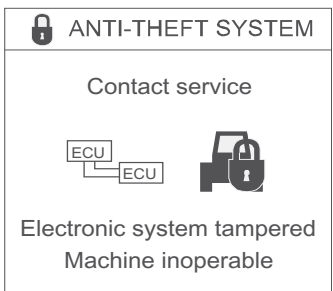 ANTI-THEFT SYSTEM
Contact service
ECU
ECU
Electronic system tampered
Machine inoperable